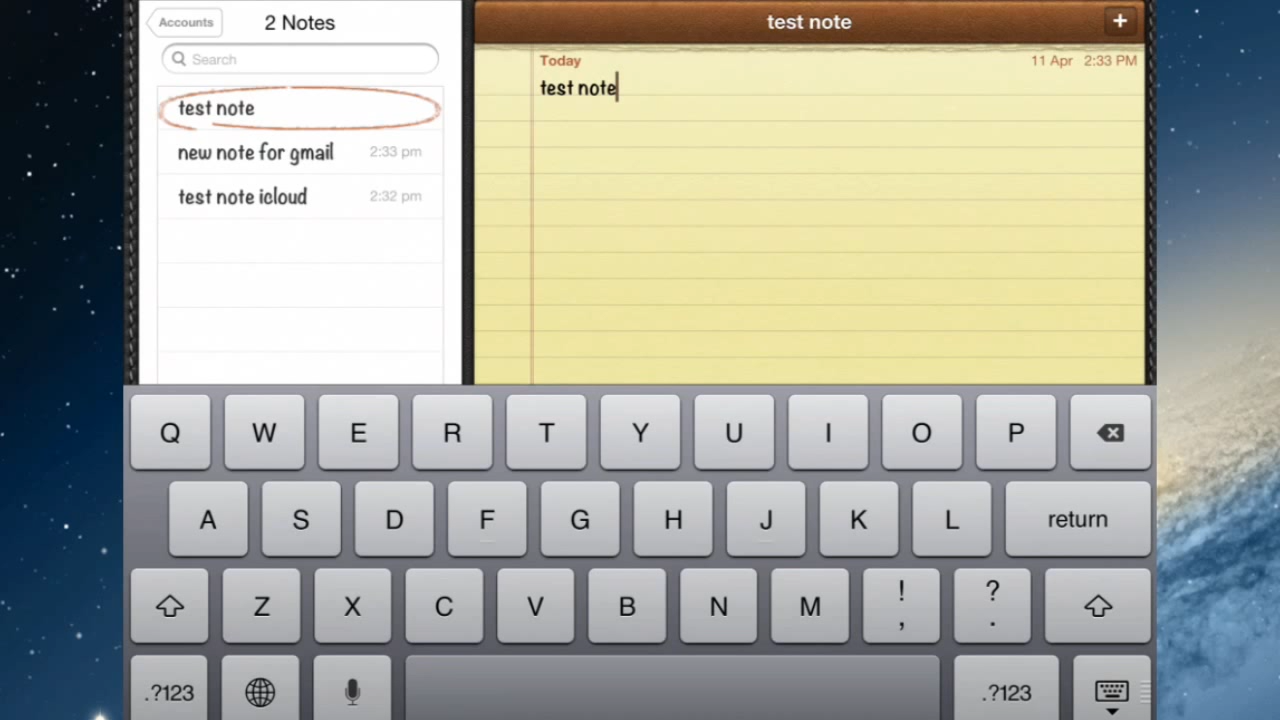 Accounts
2 Notes
test note
+
Search
Today
11 Apr 2:33 PM
test note
test note
new note for gmail 2:33 pm
test note icloud 2:32 pm
Q W E R T Y U I O P
A S D F G H J K L return
Z X C V B N M ! , ? .
.?123 .?123